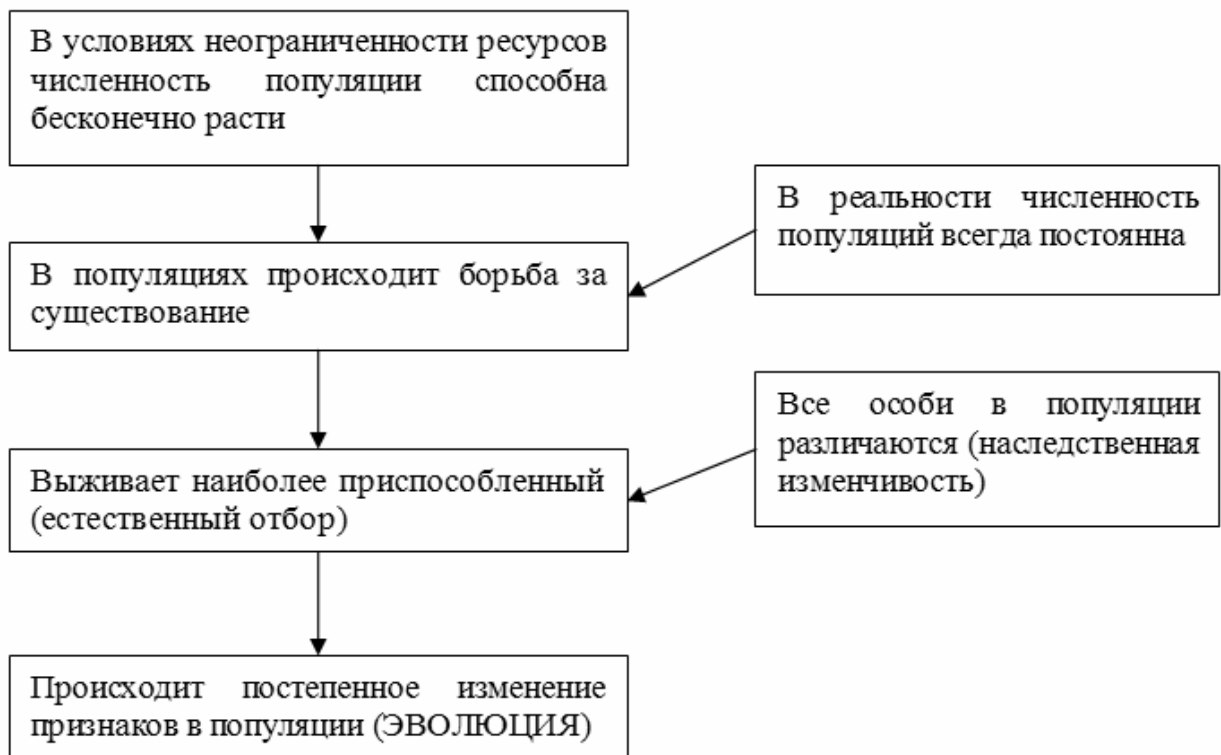 В условиях неограниченности ресурсов
численность популяции способна
бесконечно расти
В реальности численность
популяций всегда постоянна
В популяциях происходит борьба за
существование
Все особи в популяции
различаются (наследственная
изменчивость)
Выживает наиболее приспособленный
(естественный отбор)
Происходит постепенное изменение
признаков в популяции (ЭВОЛЮЦИЯ)